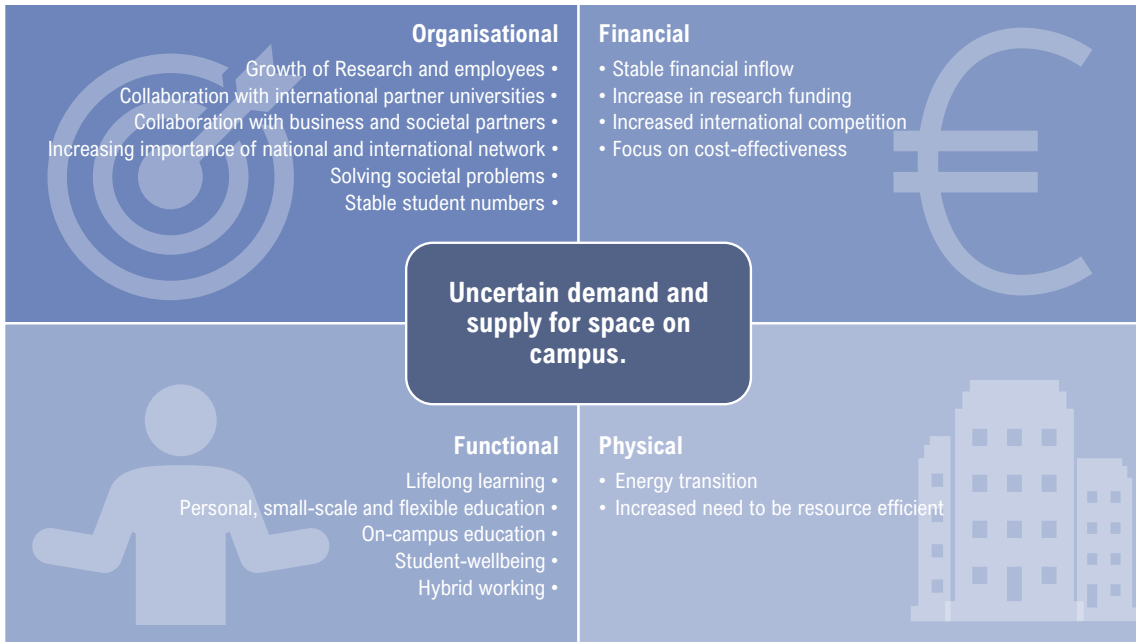 Organisational
Growth of Research and employees •
Collaboration with international partner universities •
Collaboration with business and societal partners •
Increasing importance of national and international network •
Solving societal problems •
Stable student numbers •
Financial
• Stable financial inflow
• Increase in research funding
• Increased international competition
• Focus on cost-effectiveness
Uncertain demand and
supply for space on
campus.
Functional
Lifelong learning •
Personal, small-scale and flexible education •
On-campus education •
Student-wellbeing •
Hybrid working •
Physical
• Energy transition
• Increased need to be resource efficient